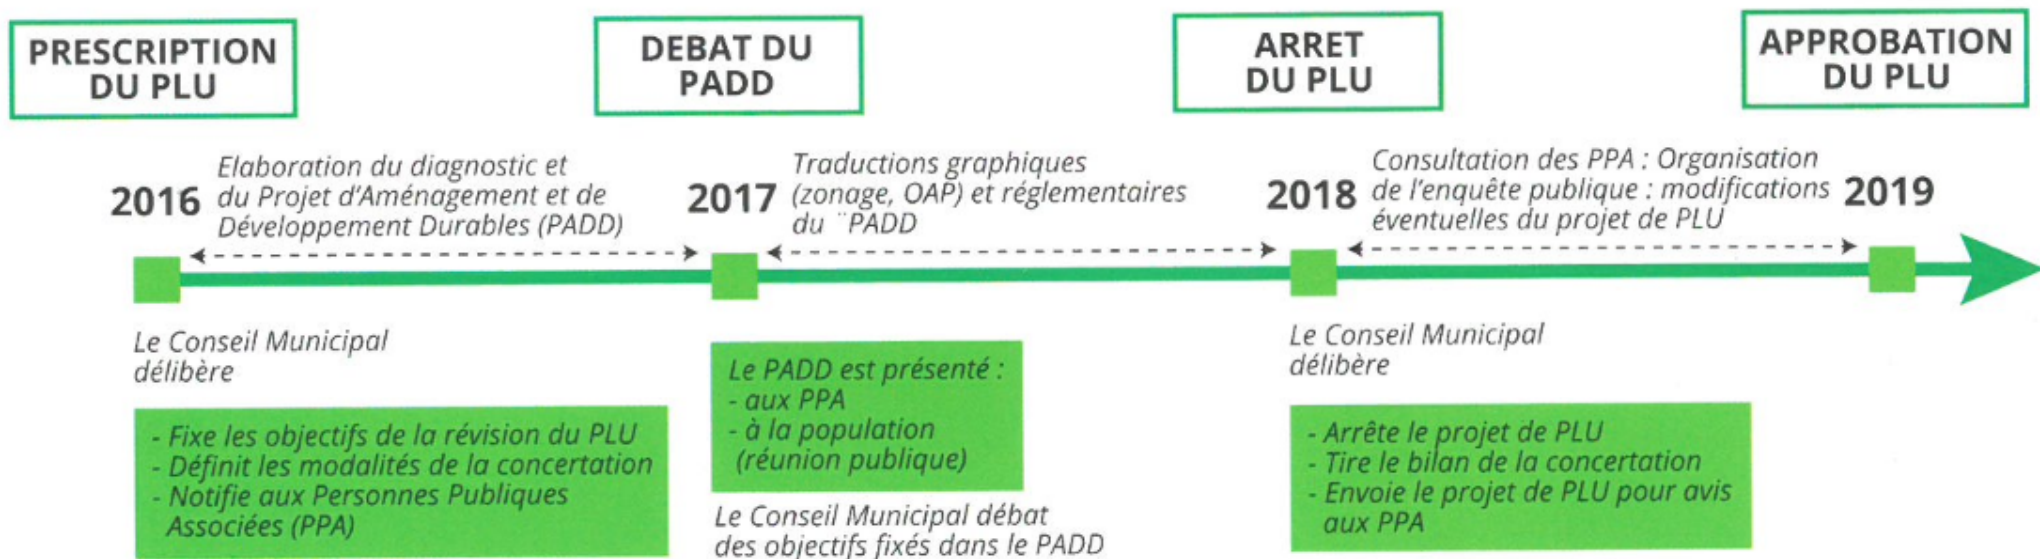 PRESCRIPTION
DU PLU
DEBAT DU
PADD
ARRET
DU PLU
APPROBATION
DU PLU
2016
Elaboration du diagnostic et
du Projet d'Aménagement et de
Développement Durables (PADD)
2017
Traductions graphiques
(zonage, OAP) et réglementaires
du ¨PADD
2018
Consultation des PPA : Organisation
de l'enquête publique : modifications
éventuelles du projet de PLU
2019
Le Conseil Municipal
délibère
- Fixe les objectifs de la révision du PLU
- Définit les modalités de la concertation
- Notifie aux Personnes Publiques
Associées (PPA)
Le PADD est présenté :
- aux PPA
- à la population
(réunion publique)
Le Conseil Municipal débat
des objectifs fixés dans le PADD
Le Conseil Municipal
délibère
- Arrête le projet de PLU
- Tire le bilan de la concertation
- Envoie le projet de PLU pour avis
aux PPA